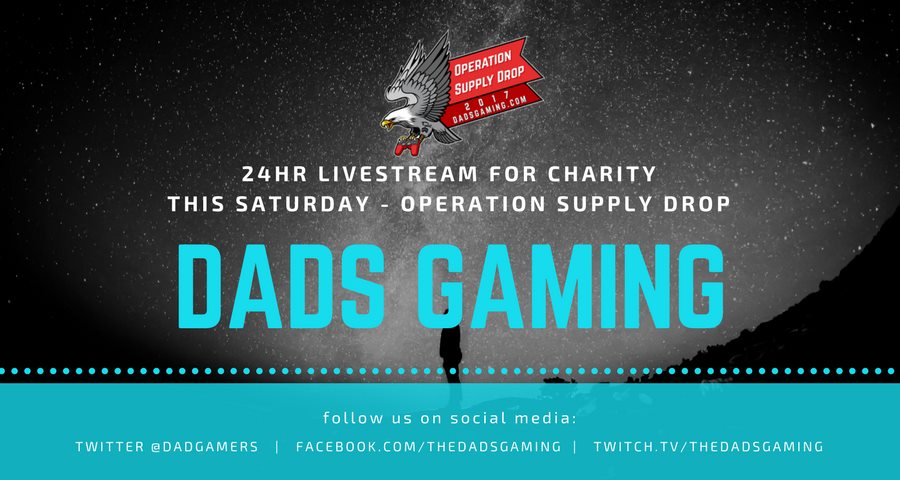 OPERATION
SUPPLY DROP
2017
DADSGAMING.COM
24HR LIVESTREAM FOR CHARITY
THIS SATURDAY - OPERATION SUPPLY DROP
DADS GAMING
follow us on social media:
TWITTER @DADGAMERS | FACEBOOK.COM/THEDADSGAMING | TWITCH.TV/THEDADSGAMING